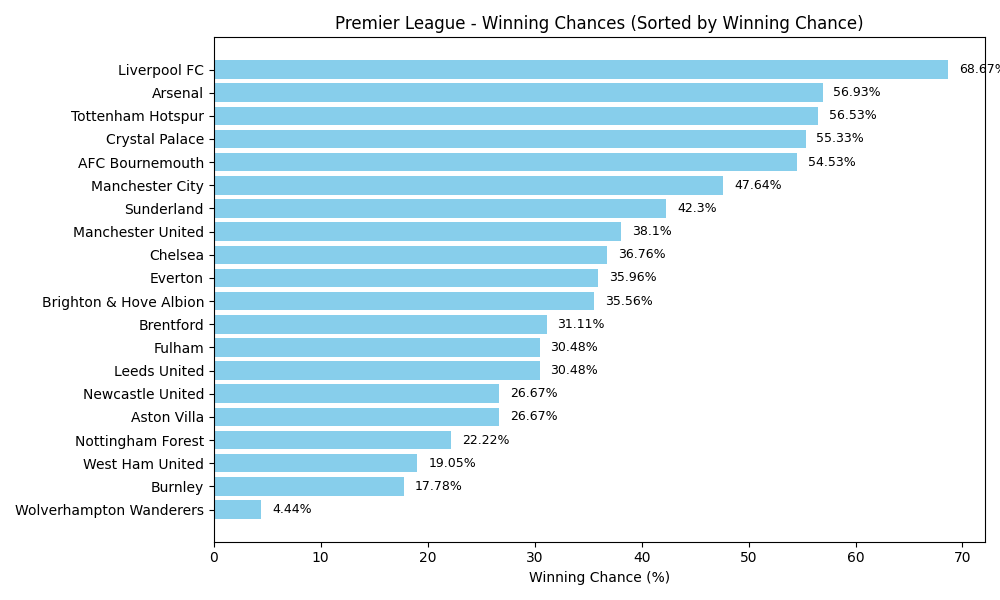 Premier League - Winning Chances (Sorted by Winning Chance)
Liverpool FC 68.67%
Arsenal 56.93%
Tottenham Hotspur 56.53%
Crystal Palace 55.33%
AFC Bournemouth 54.53%
Manchester City 47.64%
Sunderland 42.3%
Manchester United 38.1%
Chelsea 36.76%
Everton 35.96%
Brighton & Hove Albion 35.56%
Brentford 31.11%
Fulham 30.48%
Leeds United 30.48%
Newcastle United 26.67%
Aston Villa 26.67%
Nottingham Forest 22.22%
West Ham United 19.05%
Burnley 17.78%
Wolverhampton Wanderers 4.44%
0 10 20 30 40 50 60 70
Winning Chance (%)